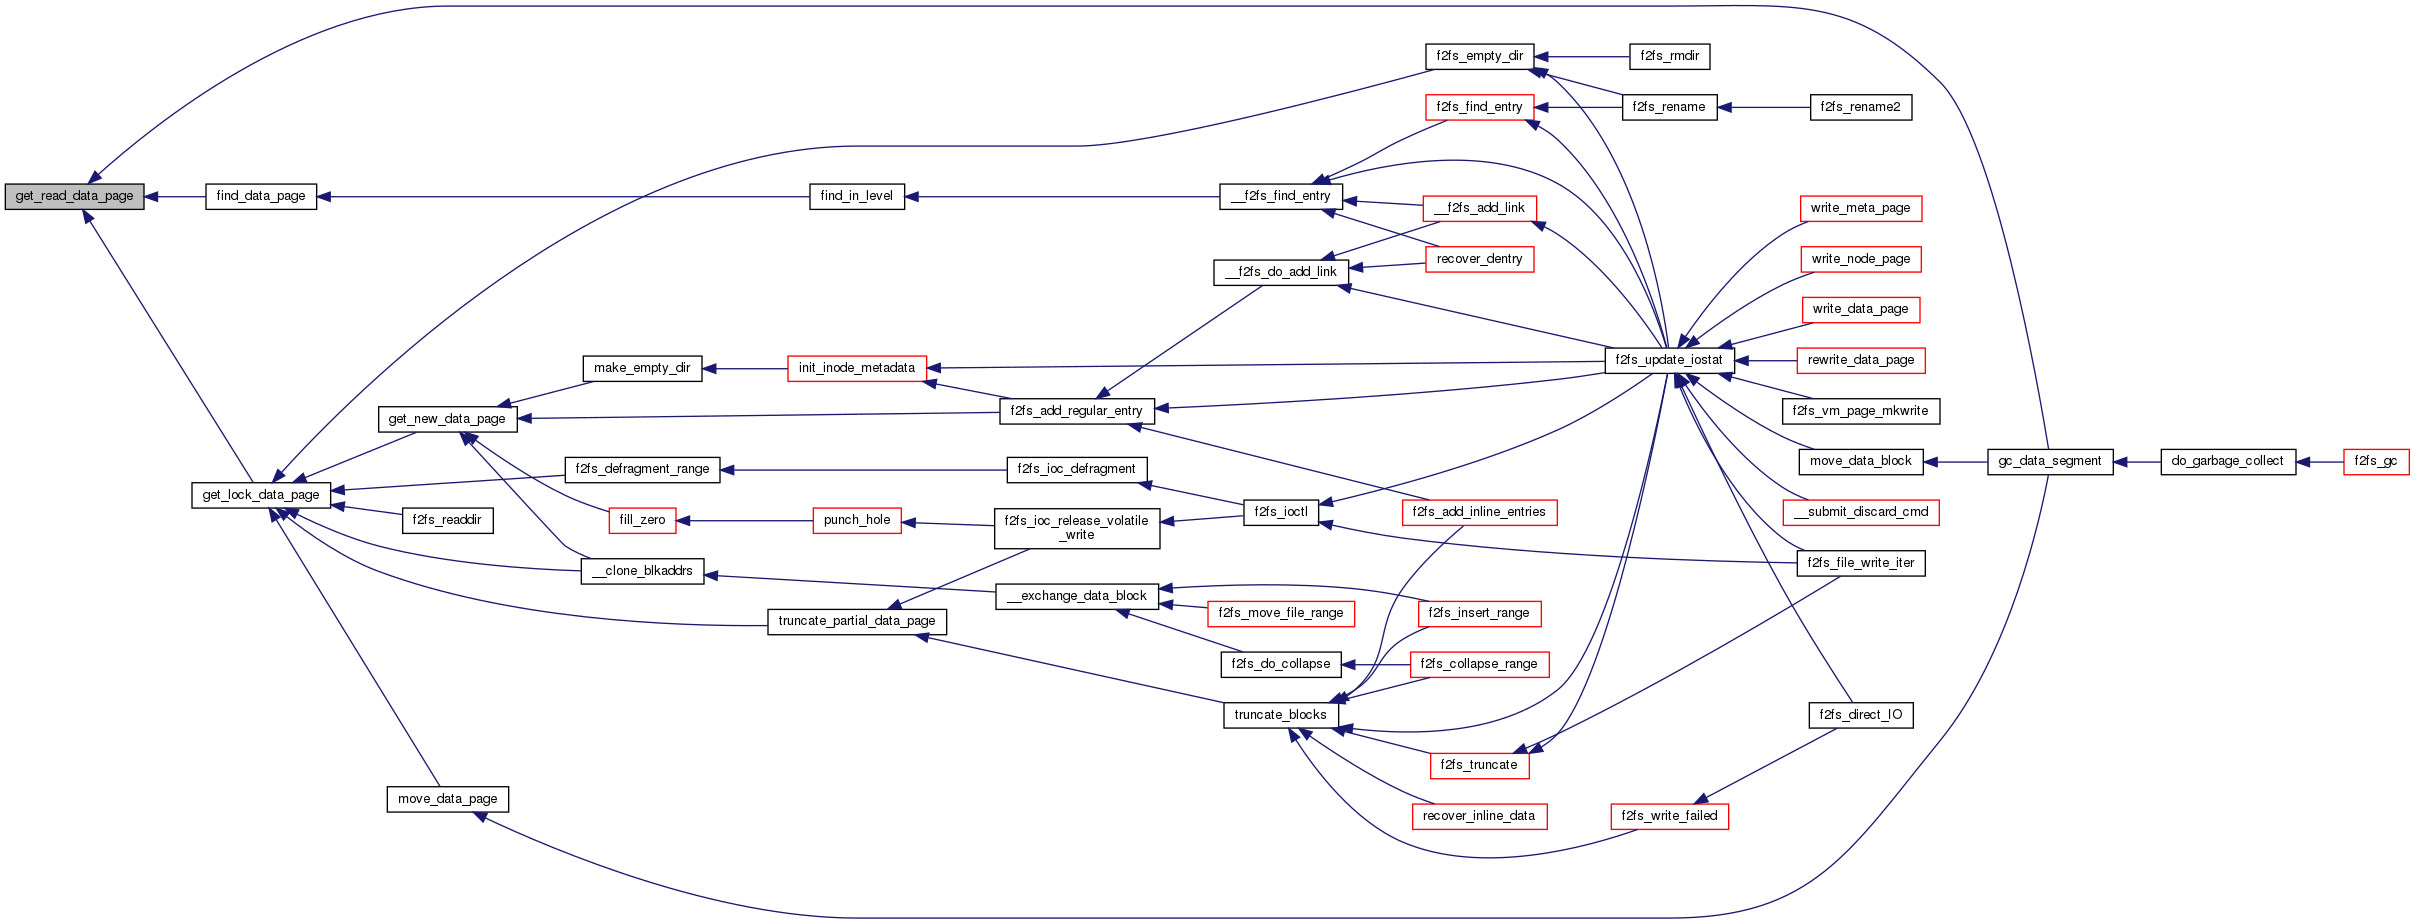 f2fs_empty_dir
f2fs_rmdir
f2fs_find_entry
f2fs_rename
f2fs_rename2
get_read_data_page
find_data_page
find_in_level
__f2fs_find_entry
__f2fs_add_link
write_meta_page
recover_dentry
write_node_page
__f2fs_do_add_link
write_data_page
f2fs_update_iostat
rewrite_data_page
make_empty_dir
init_inode_metadata
f2fs_add_regular_entry
f2fs_vm_page_mkwrite
get_new_data_page
f2fs_defragment_range
f2fs_ioc_defragment
move_data_block
gc_data_segment
do_garbage_collect
f2fs_gc
get_lock_data_page
f2fs_readdir
fill_zero
punch_hole
f2fs_ioc_release_volatile
_write
f2fs_ioctl
f2fs_add_inline_entries
__submit_discard_cmd
__clone_blkaddrs
f2fs_file_write_iter
__exchange_data_block
truncate_partial_data_page
f2fs_move_file_range
f2fs_insert_range
f2fs_do_collapse
f2fs_collapse_range
truncate_blocks
f2fs_direct_IO
f2fs_truncate
move_data_page
recover_inline_data
f2fs_write_failed